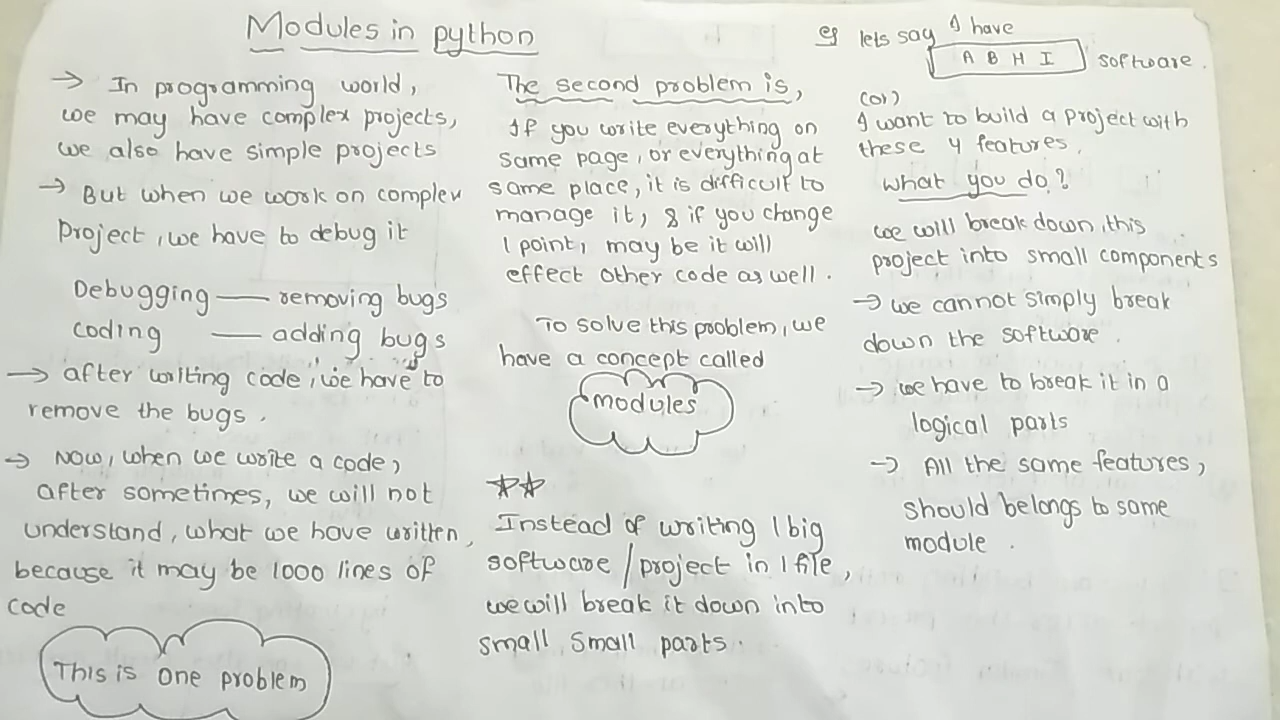 Modules in python
→ In programming world,
we may have complex projects,
we also have simple projects
→ But when we work on complex
project, we have to debug it
Debugging — removing bugs
coding — adding bugs
→ after writing code, we have to
remove the bugs.
→ Now, when we write a code,
after sometimes, we will not
understand, what we have written,
because it may be 1000 lines of
code
This is one problem
The second problem is,
If you write everything on
same page, or everything at
same place, it is difficult to
manage it, & if you change
1 point, may be it will
effect other code as well.
To solve this problem, we
have a concept called
modules
☆☆
Instead of writing 1 big
software / project in 1 file,
we will break it down into
small small parts.
eg lets say I have
A B H I software.
(or)
I want to build a project with
these 4 features.
what you do?
we will break down, this
project into small components
→ we cannot simply break
down the software.
→ we have to break it in a
logical parts
→ All the same features,
should belongs to same
module.